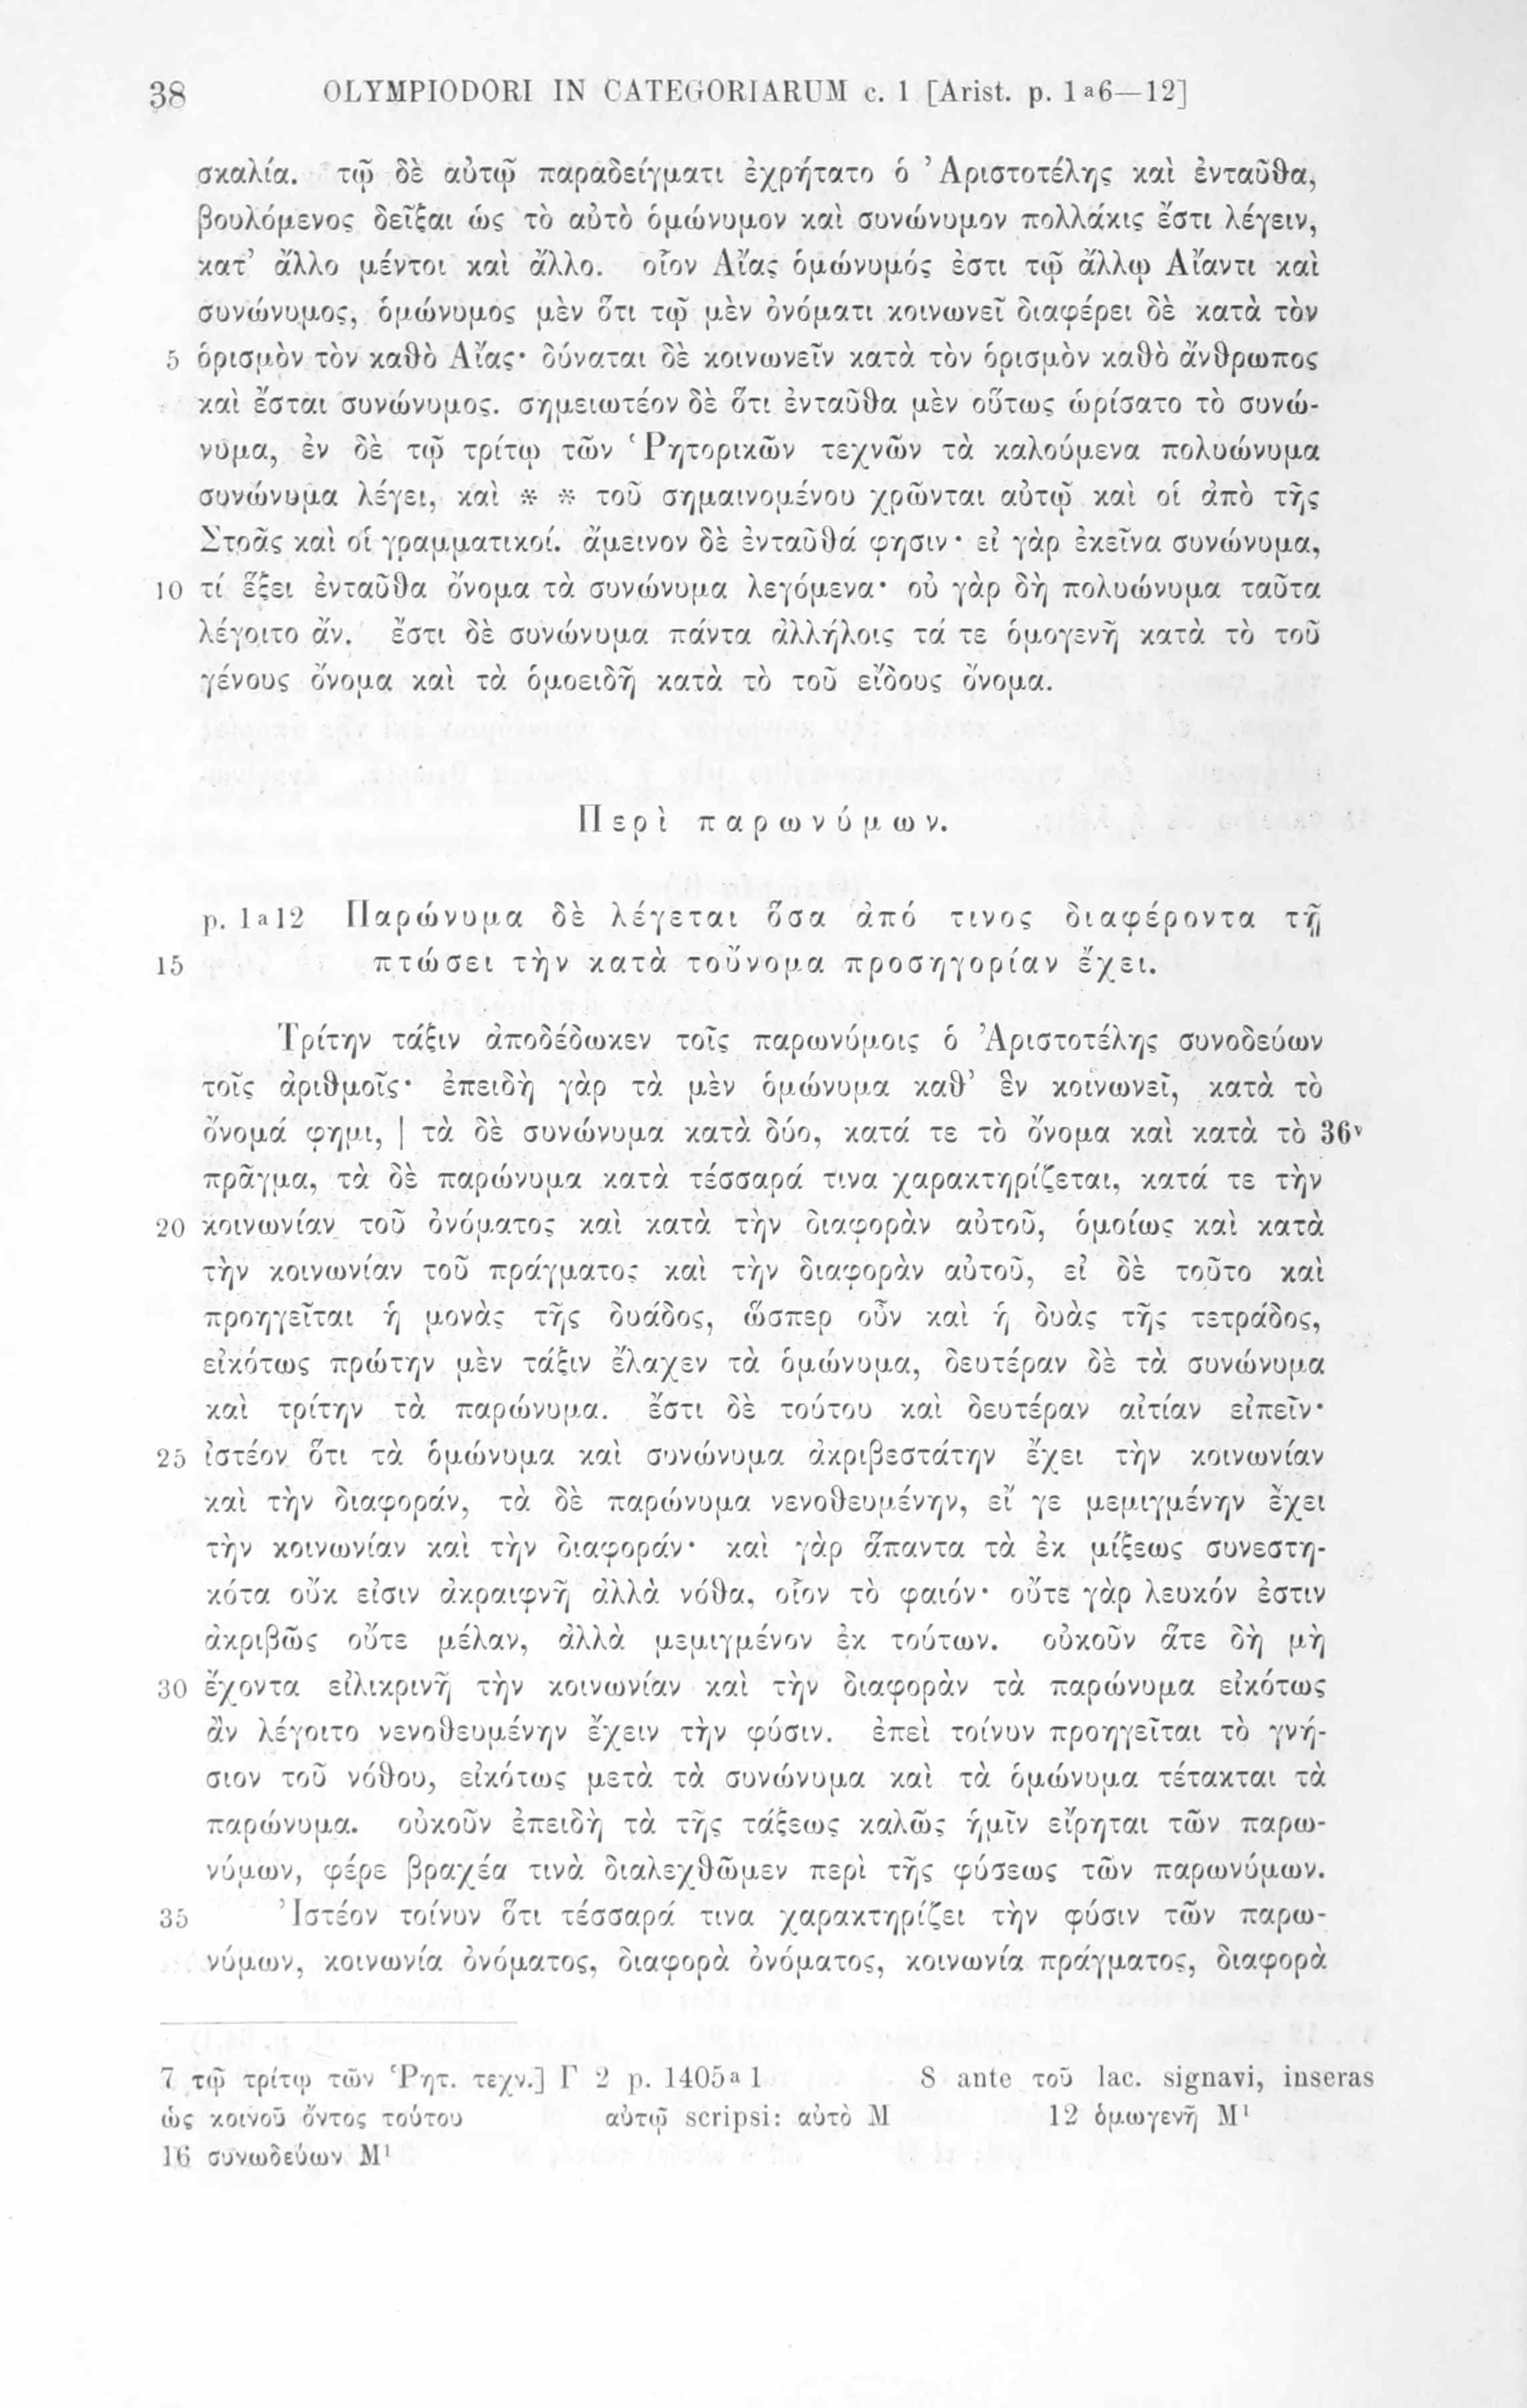 38 OLYMPIODORI IN CATEGORIARUM c. 1 [Arist. p. 1a6—12]
σκαλία. τῷ δὲ αὐτῷ παραδείγματι ἐχρήτατο ὁ Ἀριστοτέλης καὶ ἐνταῦθα,
βουλόμενος δεῖξαι ὡς τὸ αὐτὸ ὁμώνυμον καὶ συνώνυμον πολλάκις ἔστι λέγειν,
κατ’ ἄλλο μέντοι καὶ ἄλλο. οἷον Αἴας ὁμώνυμός ἐστι τῷ ἄλλῳ Αἴαντι καὶ
συνώνυμος, ὁμώνυμος μὲν ὅτι τῷ μὲν ὀνόματι κοινωνεῖ διαφέρει δὲ κατὰ τὸν
5 ὁρισμὸν τὸν καθὸ Αἴας· δύναται δὲ κοινωνεῖν κατὰ τὸν ὁρισμὸν καθὸ ἄνθρωπος
καὶ ἔσται συνώνυμος. σημειωτέον δὲ ὅτι ἐνταῦθα μὲν οὕτως ὡρίσατο τὸ συνώ-
νυμα, ἐν δὲ τῷ τρίτῳ τῶν Ῥητορικῶν τεχνῶν τὰ καλούμενα πολυώνυμα
συνώνυμα λέγει, καὶ * * τοῦ σημαινομένου χρῶνται αὐτῷ καὶ οἱ ἀπὸ τῆς
Στοᾶς καὶ οἱ γραμματικοί. ἄμεινον δὲ ἐνταῦθά φησιν· εἰ γὰρ ἐκεῖνα συνώνυμα,
10 τί ἕξει ἐνταῦθα ὄνομα τὰ συνώνυμα λεγόμενα· οὐ γὰρ δὴ πολυώνυμα ταῦτα
λέγοιτο ἄν. ἔστι δὲ συνώνυμα πάντα ἀλλήλοις τά τε ὁμογενῆ κατὰ τὸ τοῦ
γένους ὄνομα καὶ τὰ ὁμοειδῆ κατὰ τὸ τοῦ εἴδους ὄνομα.
Περὶ παρωνύμων.
p. 1a12 Παρώνυμα δὲ λέγεται ὅσα ἀπό τινος διαφέροντα τῇ
15 πτώσει τὴν κατὰ τοὔνομα προσηγορίαν ἔχει.
Τρίτην τάξιν ἀποδέδωκεν τοῖς παρωνύμοις ὁ Ἀριστοτέλης συνοδεύων
τοῖς ἀριθμοῖς· ἐπειδὴ γὰρ τὰ μὲν ὁμώνυμα καθ’ ἓν κοινωνεῖ, κατὰ τὸ
ὄνομά φημι, | τὰ δὲ συνώνυμα κατὰ δύο, κατά τε τὸ ὄνομα καὶ κατὰ τὸ 36v
πρᾶγμα, τὰ δὲ παρώνυμα κατὰ τέσσαρά τινα χαρακτηρίζεται, κατά τε τὴν
20 κοινωνίαν τοῦ ὀνόματος καὶ κατὰ τὴν διαφορὰν αὐτοῦ, ὁμοίως καὶ κατὰ
τὴν κοινωνίαν τοῦ πράγματος καὶ τὴν διαφορὰν αὐτοῦ, εἰ δὲ τοῦτο καὶ
προηγεῖται ἡ μονὰς τῆς δυάδος, ὥσπερ οὖν καὶ ἡ δυὰς τῆς τετράδος,
εἰκότως πρώτην μὲν τάξιν ἔλαχεν τὰ ὁμώνυμα, δευτέραν δὲ τὰ συνώνυμα
καὶ τρίτην τὰ παρώνυμα. ἔστι δὲ τούτου καὶ δευτέραν αἰτίαν εἰπεῖν·
25 ἰστέον ὅτι τὰ ὁμώνυμα καὶ συνώνυμα ἀκριβεστάτην ἔχει τὴν κοινωνίαν
καὶ τὴν διαφοράν, τὰ δὲ παρώνυμα νενοθευμένην, εἴ γε μεμιγμένην ἔχει
τὴν κοινωνίαν καὶ τὴν διαφοράν· καὶ γὰρ ἅπαντα τὰ ἐκ μίξεως συνεστη-
κότα οὔκ εἰσιν ἀκραιφνῆ ἀλλὰ νόθα, οἷον τὸ φαιόν· οὔτε γὰρ λευκόν ἐστιν
ἀκριβῶς οὔτε μέλαν, ἀλλὰ μεμιγμένον ἐκ τούτων. οὐκοῦν ἅτε δὴ μὴ
30 ἔχοντα εἰλικρινῆ τὴν κοινωνίαν καὶ τὴν διαφορὰν τὰ παρώνυμα εἰκότως
ἂν λέγοιτο νενοθευμένην ἔχειν τὴν φύσιν. ἐπεὶ τοίνυν προηγεῖται τὸ γνή-
σιον τοῦ νόθου, εἰκότως μετὰ τὰ συνώνυμα καὶ τὰ ὁμώνυμα τέτακται τὰ
παρώνυμα. οὐκοῦν ἐπειδὴ τὰ τῆς τάξεως καλῶς ἡμῖν εἴρηται τῶν παρω-
νύμων, φέρε βραχέα τινὰ διαλεχθῶμεν περὶ τῆς φύσεως τῶν παρωνύμων.
35 Ἰστέον τοίνυν ὅτι τέσσαρά τινα χαρακτηρίζει τὴν φύσιν τῶν παρω-
νύμων, κοινωνία ὀνόματος, διαφορὰ ὀνόματος, κοινωνία πράγματος, διαφορὰ
7 τῷ τρίτῳ τῶν Ῥητ. τεχν.] Γ 2 p. 1405a 1 8 ante τοῦ lac. signavi, inseras
ὡς κοινοῦ ὄντος τούτου αὐτῷ scripsi: αὐτὸ M 12 ὁμωγενῆ M1
16 συνωδεύων M1